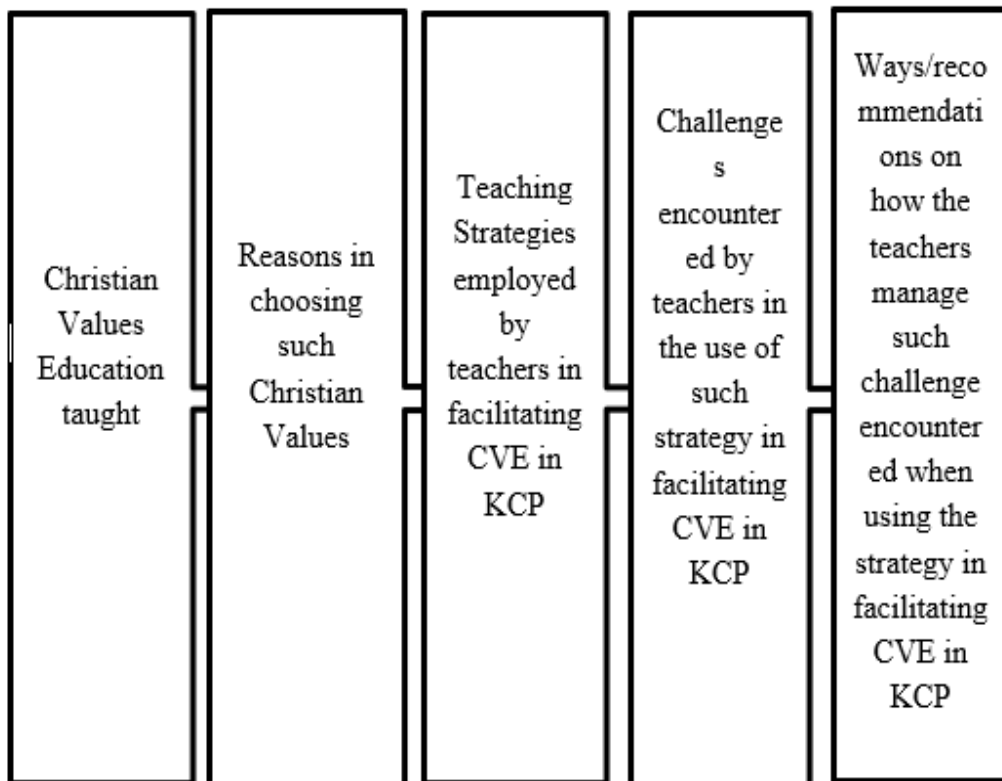 Christian
Values
Education
taught
Reasons in
choosing
such
Christian
Values
Teaching
Strategies
employed
by
teachers in
facilitating
CVE in
KCP
Challenge
s
encounter
ed by
teachers in
the use of
such
strategy in
facilitating
CVE in
KCP
Ways/reco
mmendati
ons on
how the
teachers
manage
such
challenge
encounter
ed when
using the
strategy in
facilitating
CVE in
KCP